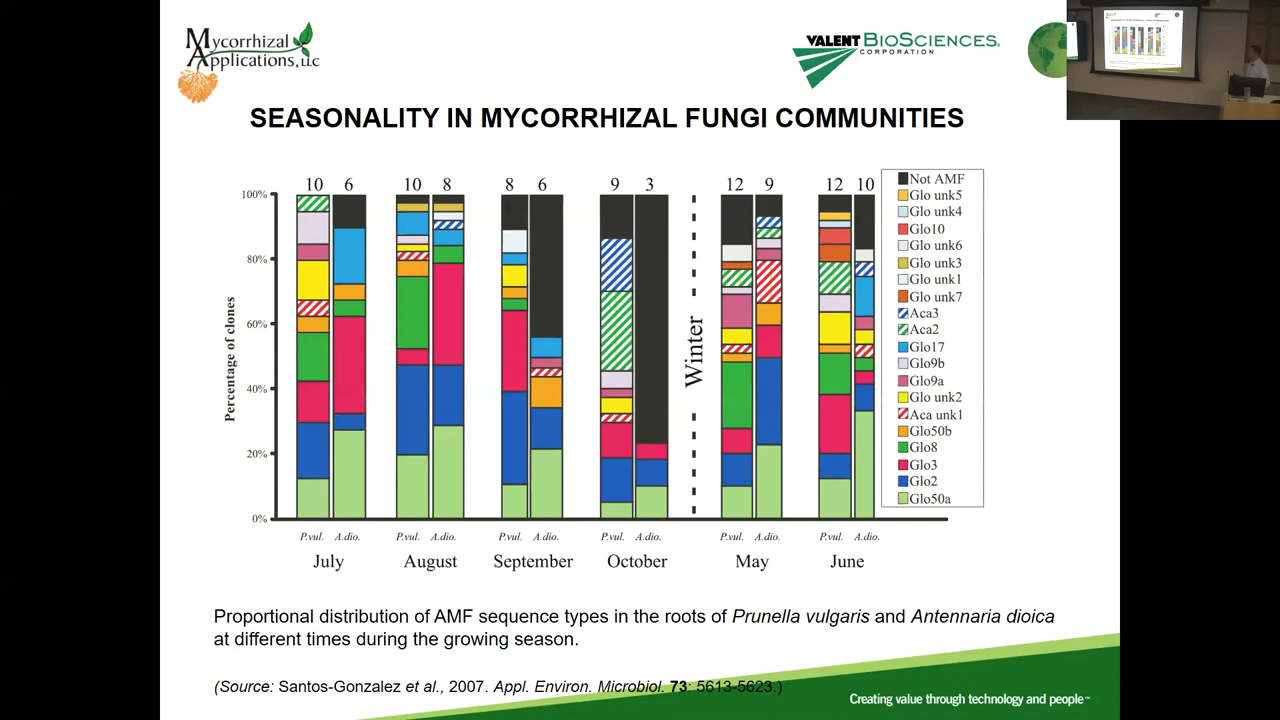 Mycorrhizal
Applications, LLC
VALENT BIOSCIENCES®
CORPORATION
SEASONALITY IN MYCORRHIZAL FUNGI COMMUNITIES
10 6 10 8 8 6 9 3 12 9 12 10
100%
80%
60%
40%
20%
0%
Percentage of clones
Winter
Not AMF
Glo unk5
Glo unk4
Glo10
Glo unk6
Glo unk3
Glo unk1
Glo unk7
Aca3
Aca2
Glo17
Glo9b
Glo9a
Glo unk2
Aca unk1
Glo50b
Glo8
Glo3
Glo2
Glo50a
P.vul. A.dio. P.vul. A.dio. P.vul. A.dio. P.vul. A.dio. P.vul. A.dio. P.vul. A.dio.
July August September October May June
Proportional distribution of AMF sequence types in the roots of Prunella vulgaris and Antennaria dioica
at different times during the growing season.
(Source: Santos-Gonzalez et al., 2007. Appl. Environ. Microbiol. 73: 5613-5623.)
Creating value through technology and people™